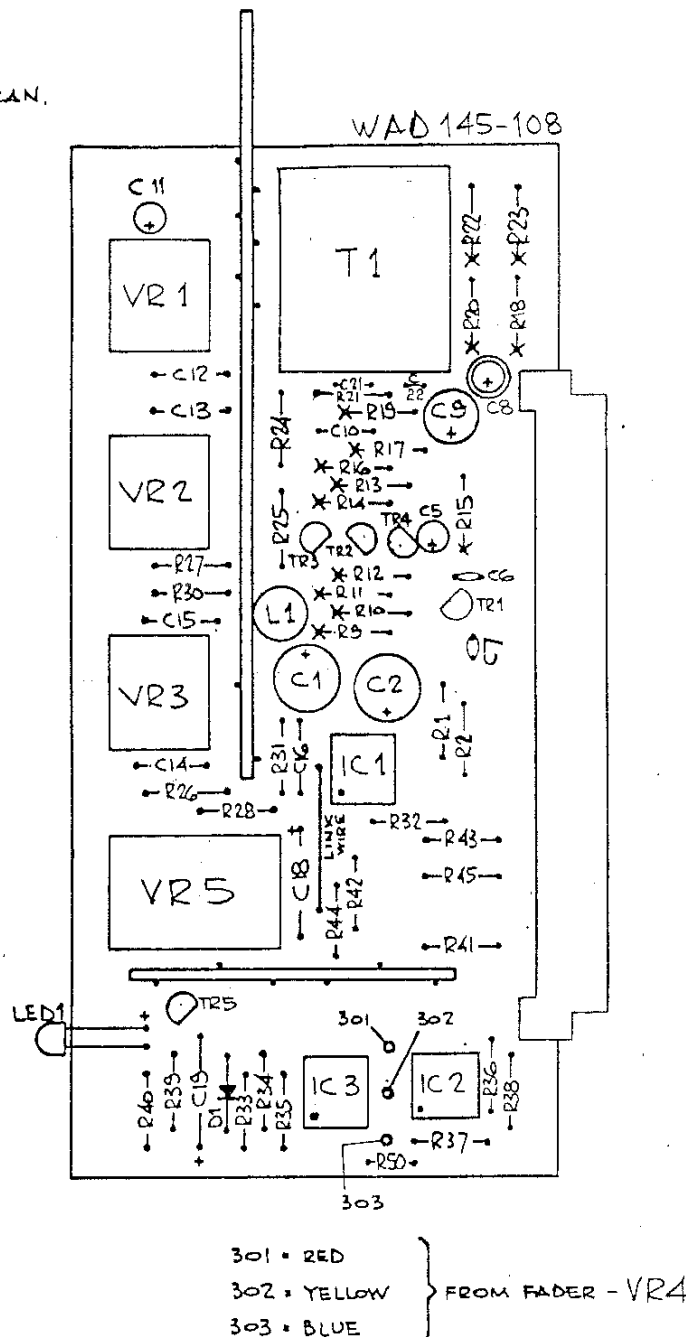 WAD 145-108
C11
VR1
T1
R22
R23
R20
R18
C12
C13
C21
R21
C
22
R19
C9
C8
C10
R24
R17
R16
R13
R14
VR2
R25
R15
TR3
TR2
TR4
C5
R27
R30
C15
R12
R11
R10
R9
C6
TR1
L1
C7
VR3
C1
C2
R1
R2
C14
R26
R28
R31
C16
IC1
LINK
WIRE
R32
R43
R45
R41
VR5
C18
R42
R44
LED1
TR5
301
302
R40
R39
C19
D1
R33
R34
R35
IC3
IC2
R36
R38
R37
R50
303
301 = RED
302 = YELLOW
303 = BLUE
FROM FADER - VR4